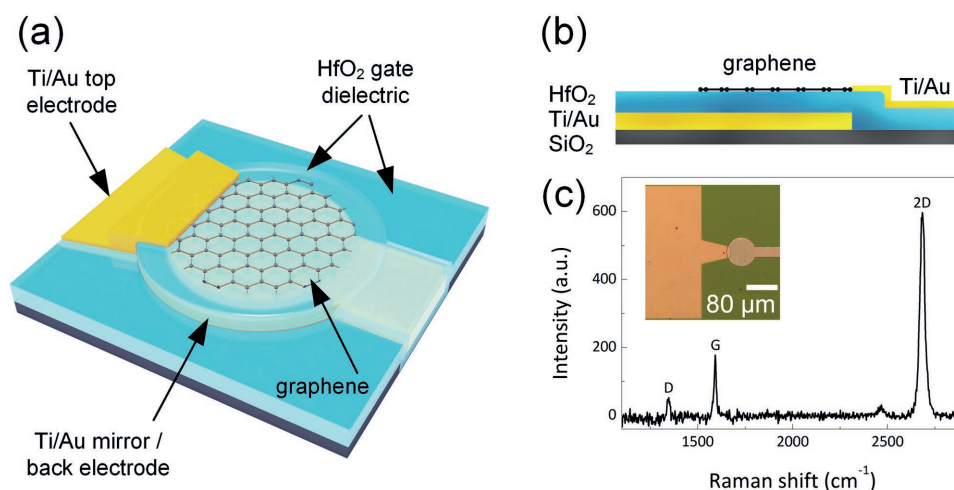 (a)
Ti/Au top
electrode
HfO₂ gate
dielectric
graphene
Ti/Au mirror /
back electrode
(b)
graphene
HfO₂
Ti/Au
Ti/Au
SiO₂
(c)
2D
600
400
200
0
G
D
80 µm
Intensity (a.u.)
1500
2000
2500
Raman shift (cm⁻¹)